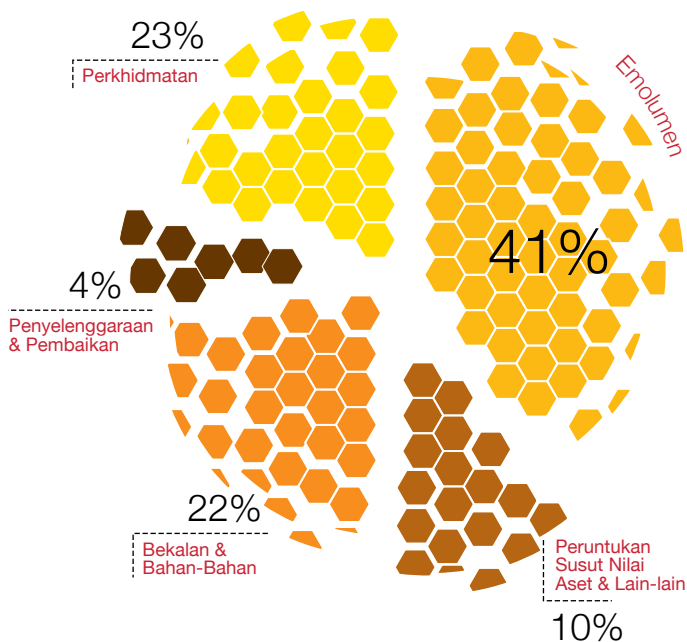 23%
Perkhidmatan
Emolumen
41%
4%
Penyelenggaraan
& Pembaikan
22%
Bekalan &
Bahan-Bahan
Peruntukan
Susut Nilai
Aset & Lain-lain
10%